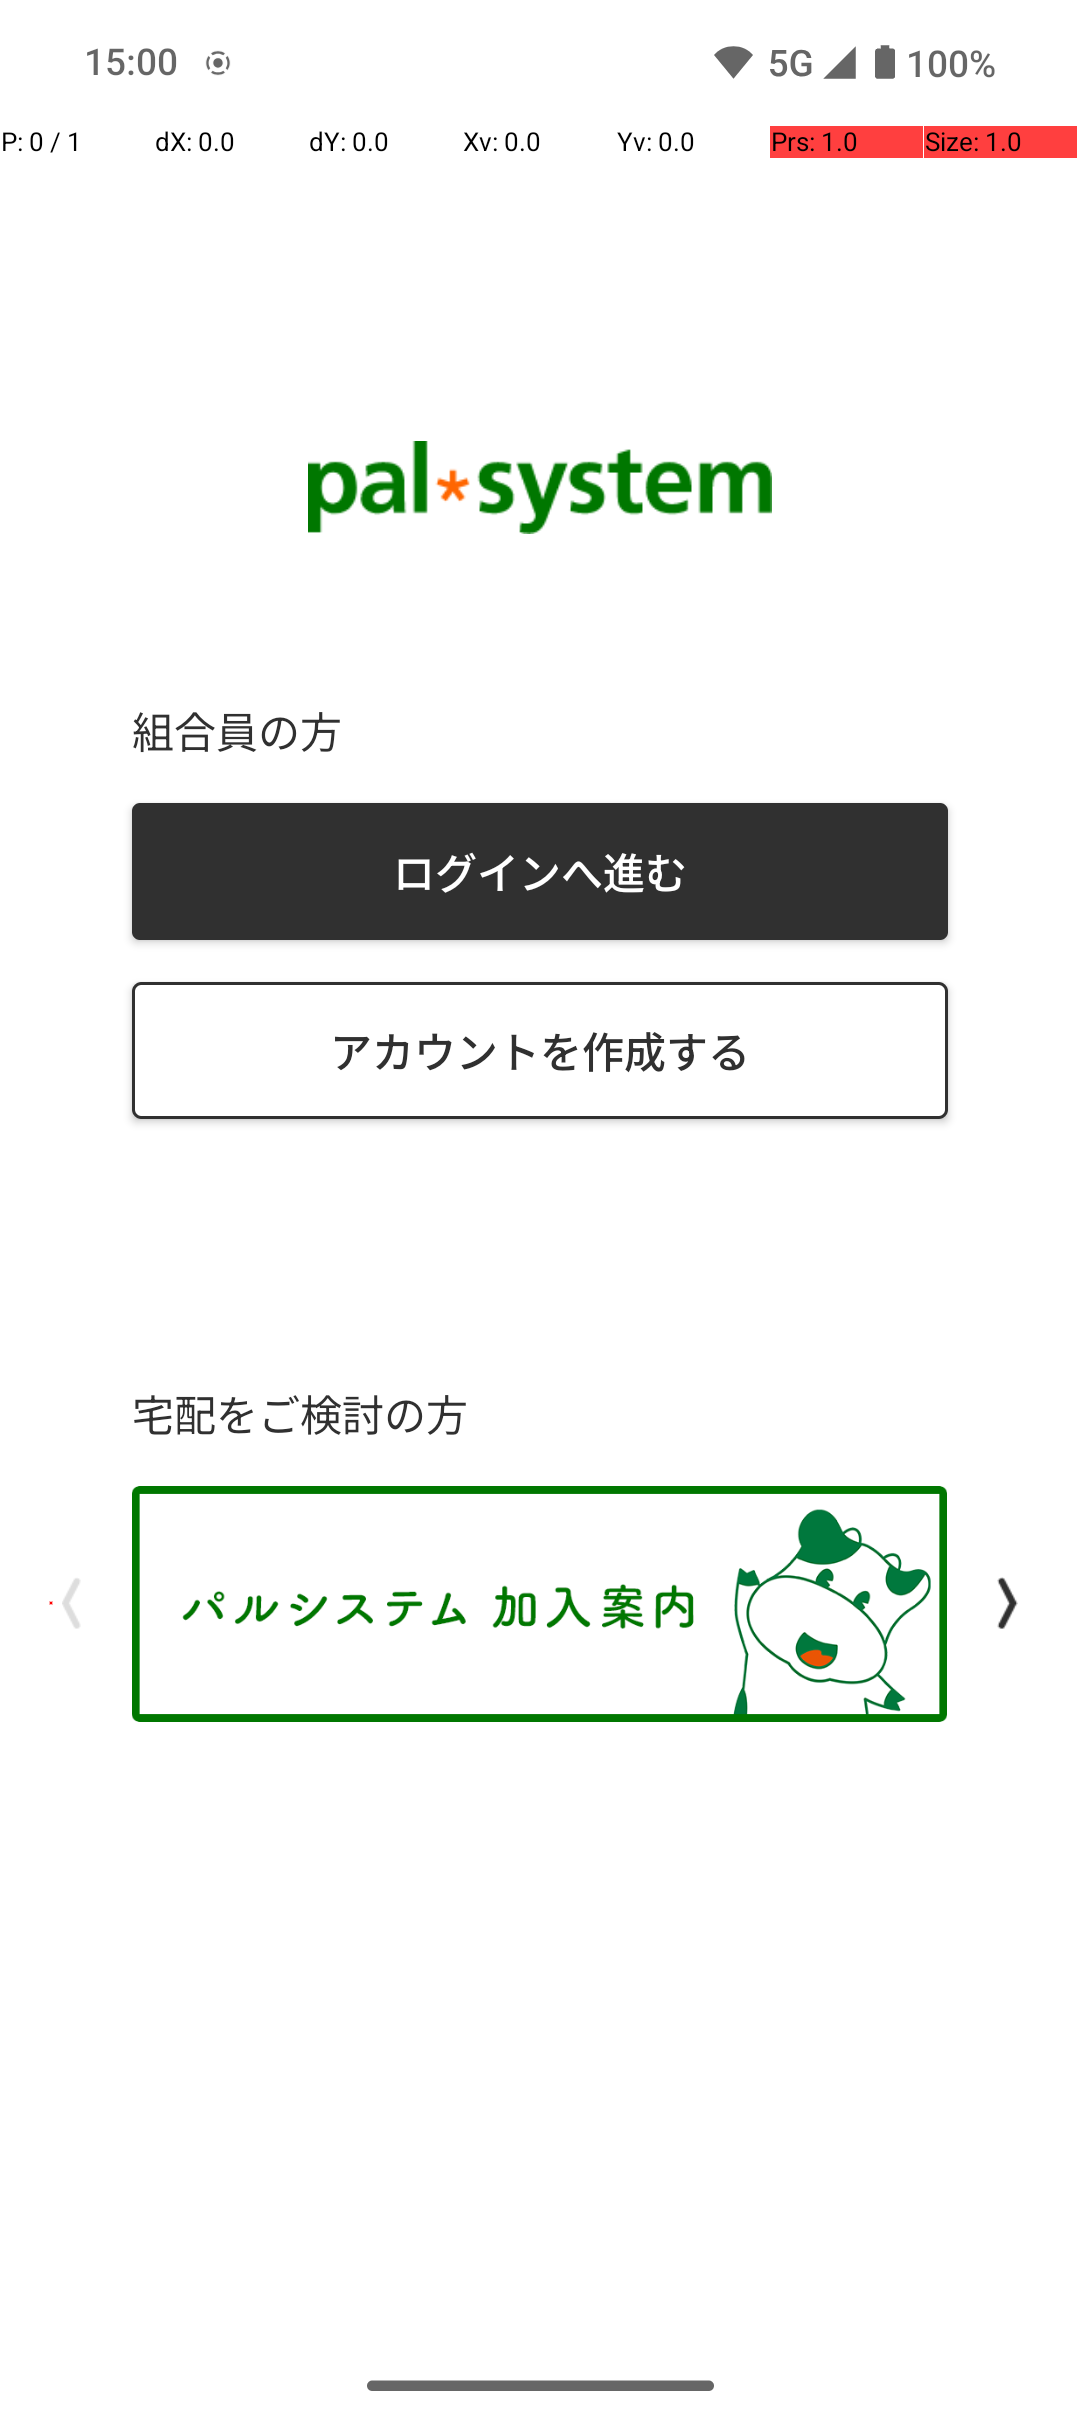 15:00 5G 100%
P: 0 / 1 dX: 0.0 dY: 0.0 Xv: 0.0 Yv: 0.0 Prs: 1.0 Size: 1.0
pal*system
組合員の方
ログインへ進む
アカウントを作成する
宅配をご検討の方
パルシステム 加入案内